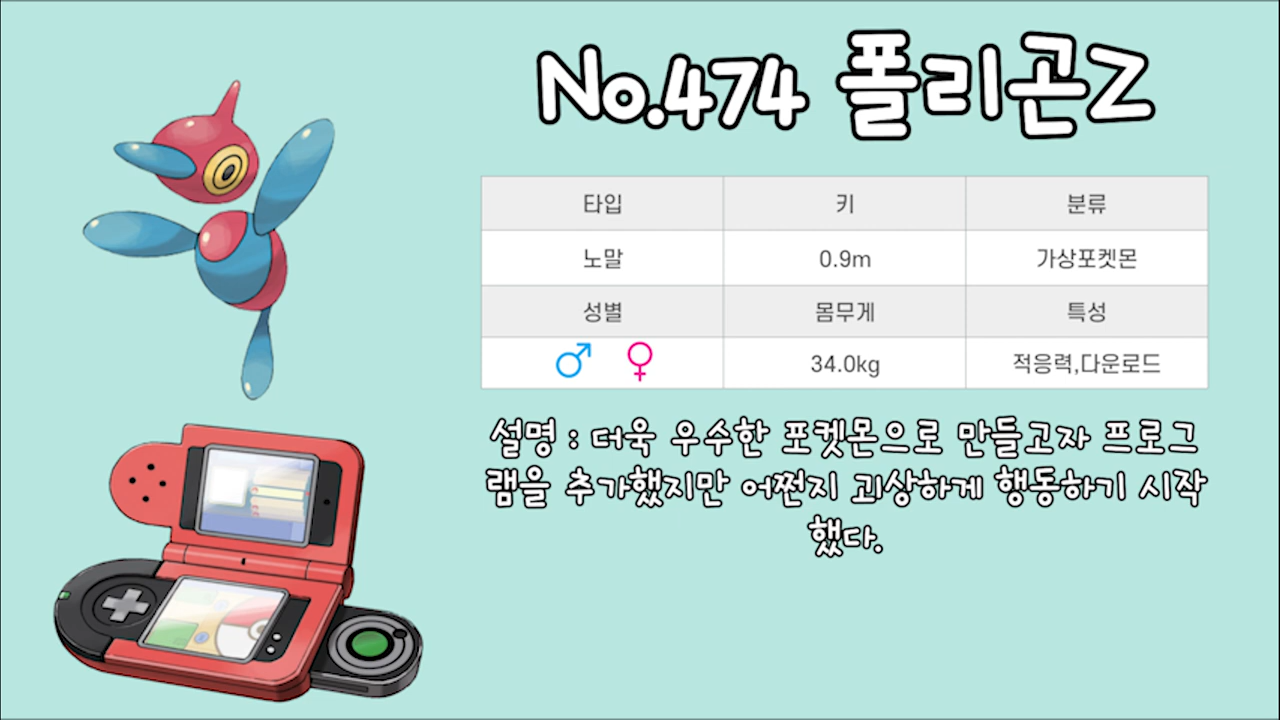 No.474 폴리곤Z
타입 키 분류
노말 0.9m 가상포켓몬
성별 몸무게 특성
♂ ♀ 34.0kg 적응력,다운로드
설명 : 더욱 우수한 포켓몬으로 만들고자 프로그
램을 추가했지만 어쩐지 괴상하게 행동하기 시작
했다.